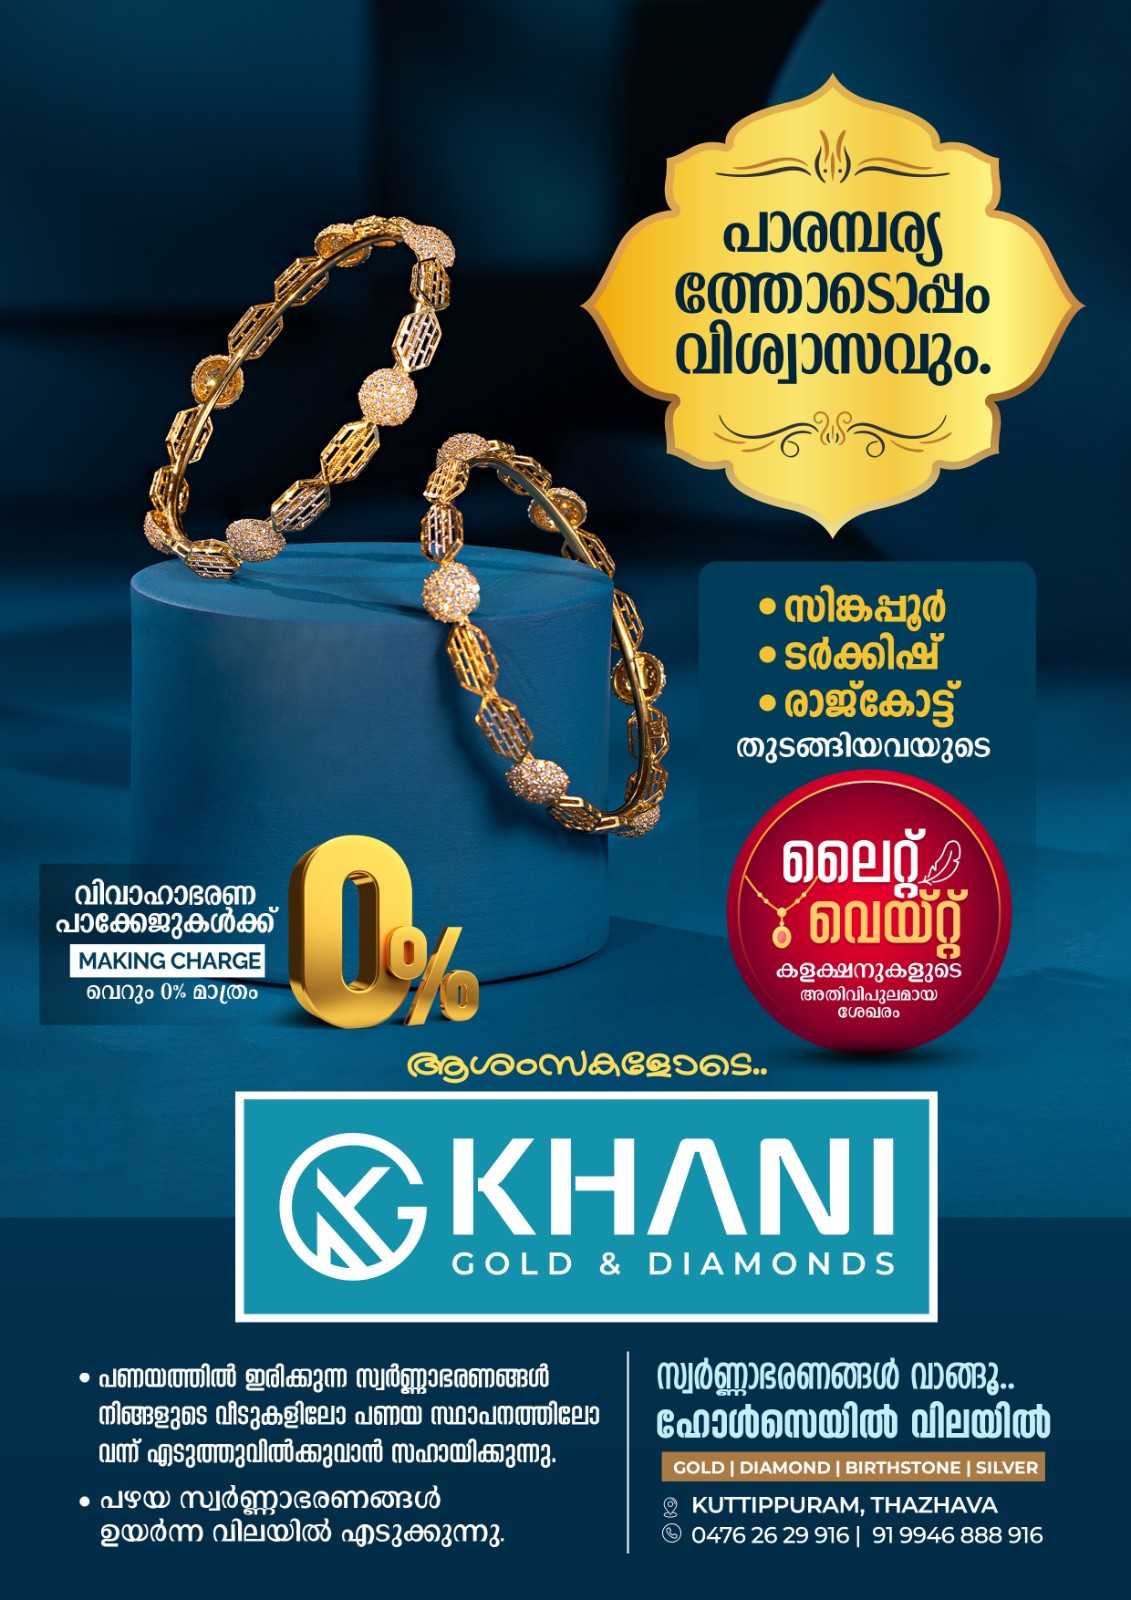 പാരമ്പര്യ
ത്തോടൊപ്പം
വിശ്വാസവും.
• സിങ്കപ്പൂർ
• ടർക്കിഷ്
• രാജ്കോട്ട്
തുടങ്ങിയവയുടെ
ലൈറ്റ്
വെയ്റ്റ്
കളക്ഷനുകളുടെ
അതിവിപുലമായ
ശേഖരം
വിവാഹാഭരണ
പാക്കേജുകൾക്ക്
MAKING CHARGE
വെറും 0% മാത്രം
0%
ആശംസകളോടെ..
KHANI
GOLD & DIAMONDS
• പണയത്തിൽ ഇരിക്കുന്ന സ്വർണ്ണാഭരണങ്ങൾ
നിങ്ങളുടെ വീടുകളിലോ പണയ സ്ഥാപനത്തിലോ
വന്ന് എടുത്തുവിൽക്കുവാൻ സഹായിക്കുന്നു.
• പഴയ സ്വർണ്ണാഭരണങ്ങൾ
ഉയർന്ന വിലയിൽ എടുക്കുന്നു.
സ്വർണ്ണാഭരണങ്ങൾ വാങ്ങൂ..
ഹോൾസെയിൽ വിലയിൽ
GOLD | DIAMOND | BIRTHSTONE | SILVER
KUTTIPPURAM, THAZHAVA
0476 26 29 916 | 91 9946 888 916